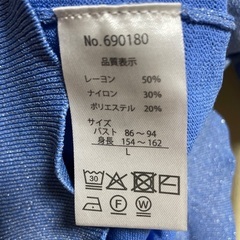 No.690180
品質表示
レーヨン 50%
ナイロン 30%
ポリエステル 20%
サイズ
バスト 86～94
身長 154～162
L
30
F W